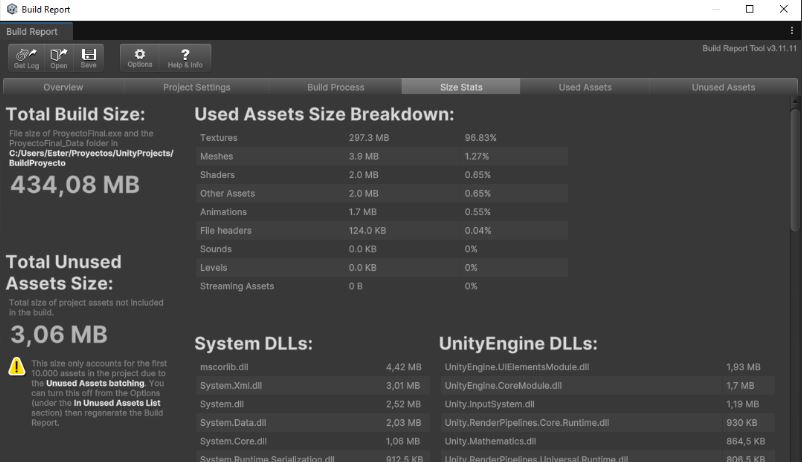 Build Report
Build Report
Get Log Open Save Options Help & Info
Build Report Tool v3.11.11
Overview Project Settings Build Process Size Stats Used Assets Unused Assets
Total Build Size:
File size of ProyectoFinal.exe and the
ProyectoFinal_Data folder in
C:/Users/Ester/Proyectos/UnityProjects/
BuildProyecto
434,08 MB
Total Unused
Assets Size:
Total size of project assets not included
in the build.
3,06 MB
This size only accounts for the first
10.000 assets in the project due to
the Unused Assets batching. You
can turn this off from the Options
(under the In Unused Assets List
section) then regenerate the Build
Report.
Used Assets Size Breakdown:
Textures 297.3 MB 96.83%
Meshes 3.9 MB 1.27%
Shaders 2.0 MB 0.65%
Other Assets 2.0 MB 0.65%
Animations 1.7 MB 0.55%
File headers 124.0 KB 0.04%
Sounds 0.0 KB 0%
Levels 0.0 KB 0%
Streaming Assets 0 B 0%
System DLLs:
mscorlib.dll 4,42 MB
System.Xml.dll 3,01 MB
System.dll 2,52 MB
System.Data.dll 2,03 MB
System.Core.dll 1,06 MB
System.Runtime.Serialization.dll 912,5 KB
UnityEngine DLLs:
UnityEngine.UIElementsModule.dll 1,93 MB
UnityEngine.CoreModule.dll 1,7 MB
Unity.InputSystem.dll 1,19 MB
Unity.RenderPipelines.Core.Runtime.dll 930 KB
Unity.Mathematics.dll 864,5 KB
Unity.RenderPipelines.Universal.Runtime.dll 806,5 KB